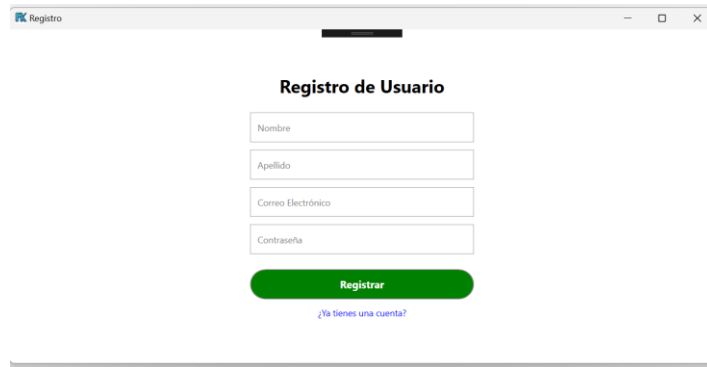 Registro
Registro de Usuario
Nombre
Apellido
Correo Electrónico
Contraseña
Registrar
¿Ya tienes una cuenta?